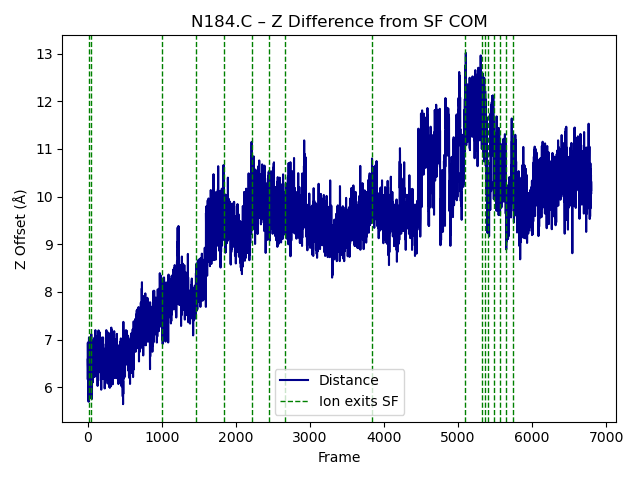 N184.C – Z Difference from SF COM
Z Offset (Å)
13
12
11
10
9
8
7
6
Distance
Ion exits SF
0 1000 2000 3000 4000 5000 6000 7000
Frame